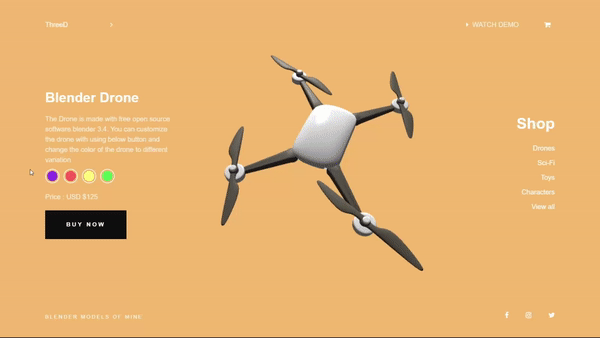 ThreeD
WATCH DEMO
Blender Drone
The Drone is made with free open source
software blender 3.4. You can customize
the drone with using below button and
change the color of the drone to different
variation.
Price : USD $125
BUY NOW
Shop
Drones
Sci-Fi
Toys
Characters
View all
BLENDER MODELS OF MINE